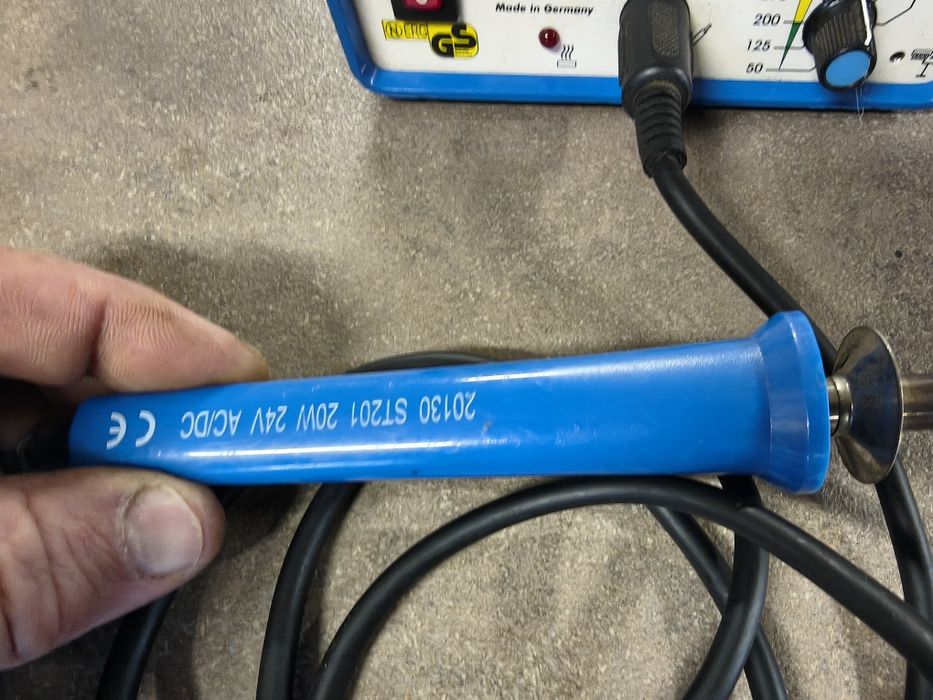 Made in Germany
GS
200
125
50
20130 ST201 20W 24V AC/DC CE